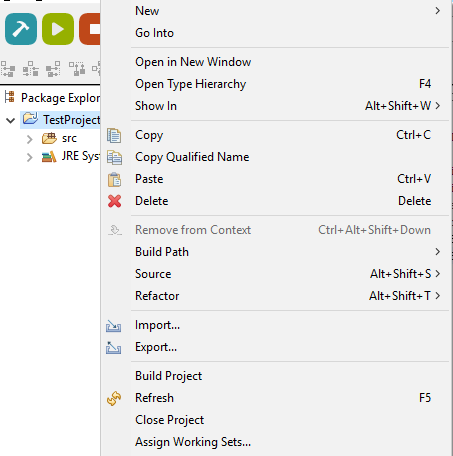 New
Go Into
Open in New Window
Open Type Hierarchy F4
Show In Alt+Shift+W
Package Explor
TestProject
src
JRE Sys
Copy Ctrl+C
Copy Qualified Name
Paste Ctrl+V
Delete Delete
Remove from Context Ctrl+Alt+Shift+Down
Build Path
Source Alt+Shift+S
Refactor Alt+Shift+T
Import...
Export...
Build Project
Refresh F5
Close Project
Assign Working Sets...